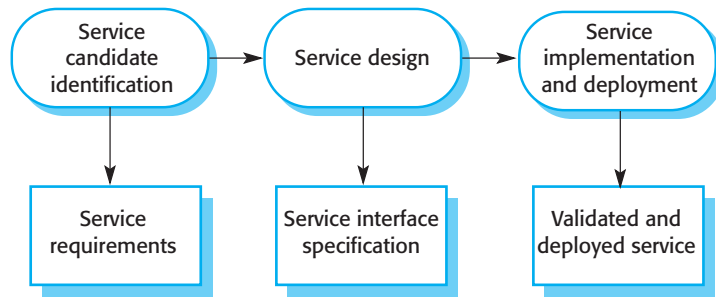 Service
candidate
identification
Service design
Service
implementation
and deployment
Service
requirements
Service interface
specification
Validated and
deployed service